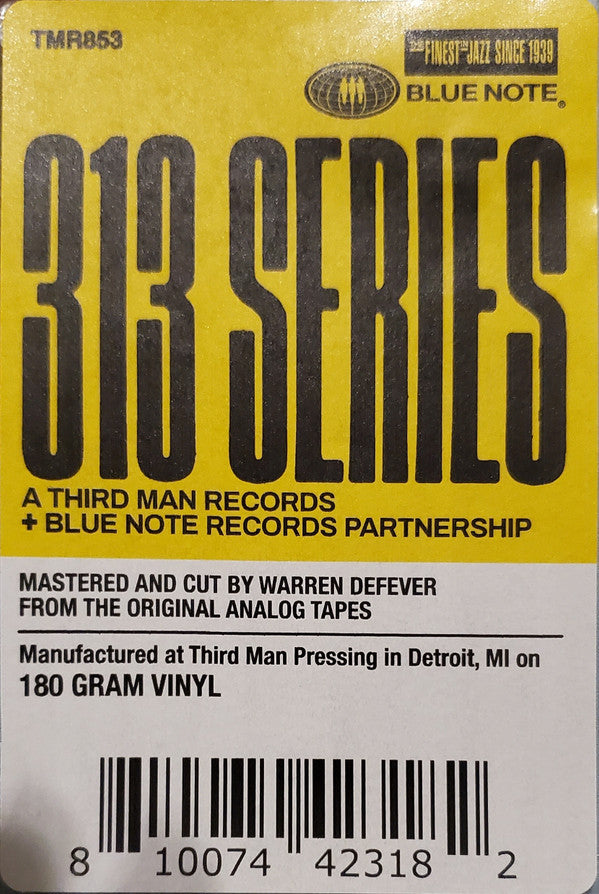 TMR853
THE FINEST IN JAZZ SINCE 1939
BLUE NOTE®
313 SERIES
A THIRD MAN RECORDS
+ BLUE NOTE RECORDS PARTNERSHIP
MASTERED AND CUT BY WARREN DEFEVER
FROM THE ORIGINAL ANALOG TAPES
Manufactured at Third Man Pressing in Detroit, MI on
180 GRAM VINYL
8 10074 42318 2